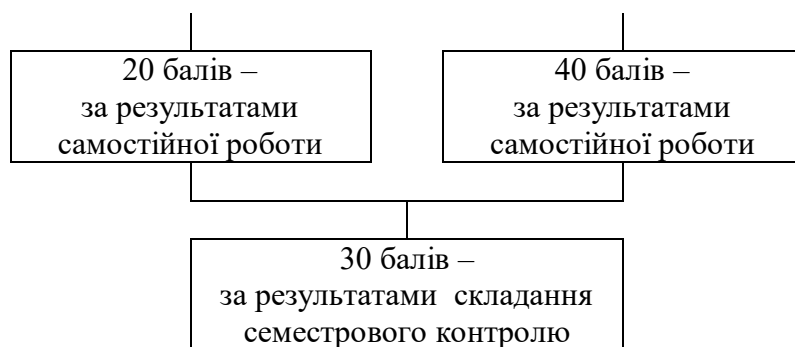 20 балів –
за результатами
самостійної роботи
40 балів –
за результатами
самостійної роботи
30 балів –
за результатами складання
семестрового контролю